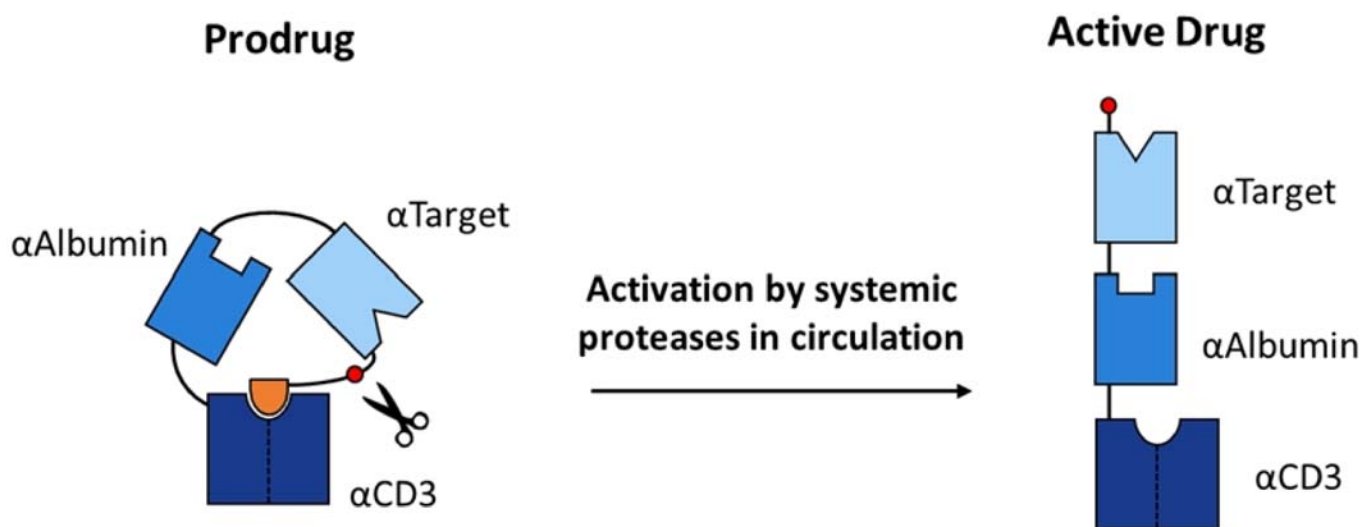 Prodrug
Active Drug
αAlbumin
αTarget
αCD3
Activation by systemic
proteases in circulation
αTarget
αAlbumin
αCD3